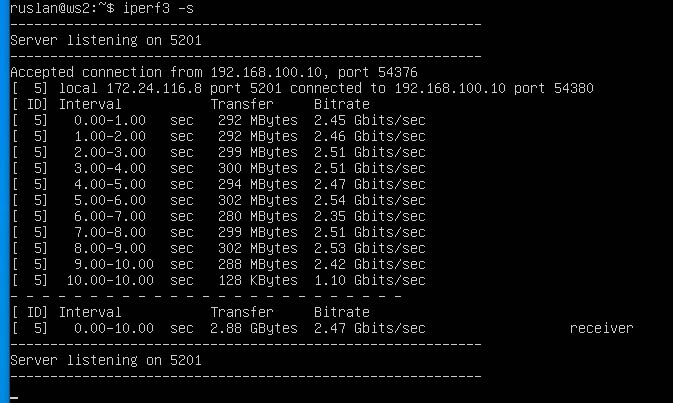 ruslan@ws2:~$ iperf3 -s
-----------------------------------------------------------
Server listening on 5201
-----------------------------------------------------------
Accepted connection from 192.168.100.10, port 54376
[  5] local 172.24.116.8 port 5201 connected to 192.168.100.10 port 54380
[ ID] Interval           Transfer     Bitrate
[  5]   0.00-1.00   sec   292 MBytes  2.45 Gbits/sec
[  5]   1.00-2.00   sec   292 MBytes  2.46 Gbits/sec
[  5]   2.00-3.00   sec   299 MBytes  2.51 Gbits/sec
[  5]   3.00-4.00   sec   300 MBytes  2.51 Gbits/sec
[  5]   4.00-5.00   sec   294 MBytes  2.47 Gbits/sec
[  5]   5.00-6.00   sec   302 MBytes  2.54 Gbits/sec
[  5]   6.00-7.00   sec   280 MBytes  2.35 Gbits/sec
[  5]   7.00-8.00   sec   299 MBytes  2.51 Gbits/sec
[  5]   8.00-9.00   sec   302 MBytes  2.53 Gbits/sec
[  5]   9.00-10.00  sec   288 MBytes  2.42 Gbits/sec
[  5]  10.00-10.00  sec   128 KBytes  1.10 Gbits/sec
- - - - - - - - - - - - - - - - - - - - - - - - -
[ ID] Interval           Transfer     Bitrate
[  5]   0.00-10.00  sec  2.88 GBytes  2.47 Gbits/sec                  receiver
-----------------------------------------------------------
Server listening on 5201
-----------------------------------------------------------